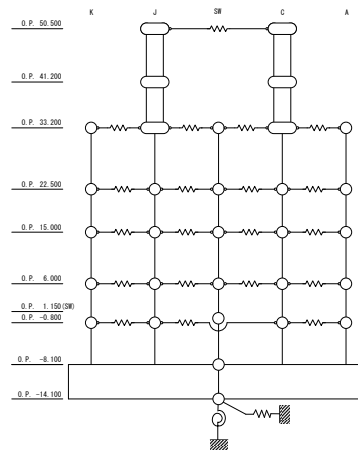 K J SW C A
O.P. 50.500
O.P. 41.200
O.P. 33.200
O.P. 22.500
O.P. 15.000
O.P. 6.000
O.P. 1.150(SW)
O.P. -0.800
O.P. -8.100
O.P. -14.100